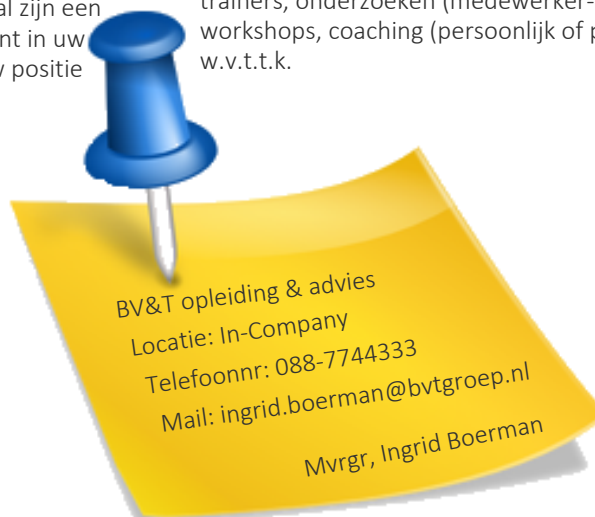 al zijn een
nt in uw
positie
trainers, onderzoeken (medewerker-
workshops, coaching (persoonlijk of p
w.v.t.t.k.
BV&T opleiding & advies
Locatie: In-Company
Telefoonnr: 088-7744333
Mail: ingrid.boerman@bvtgroep.nl
Mvrgr, Ingrid Boerman